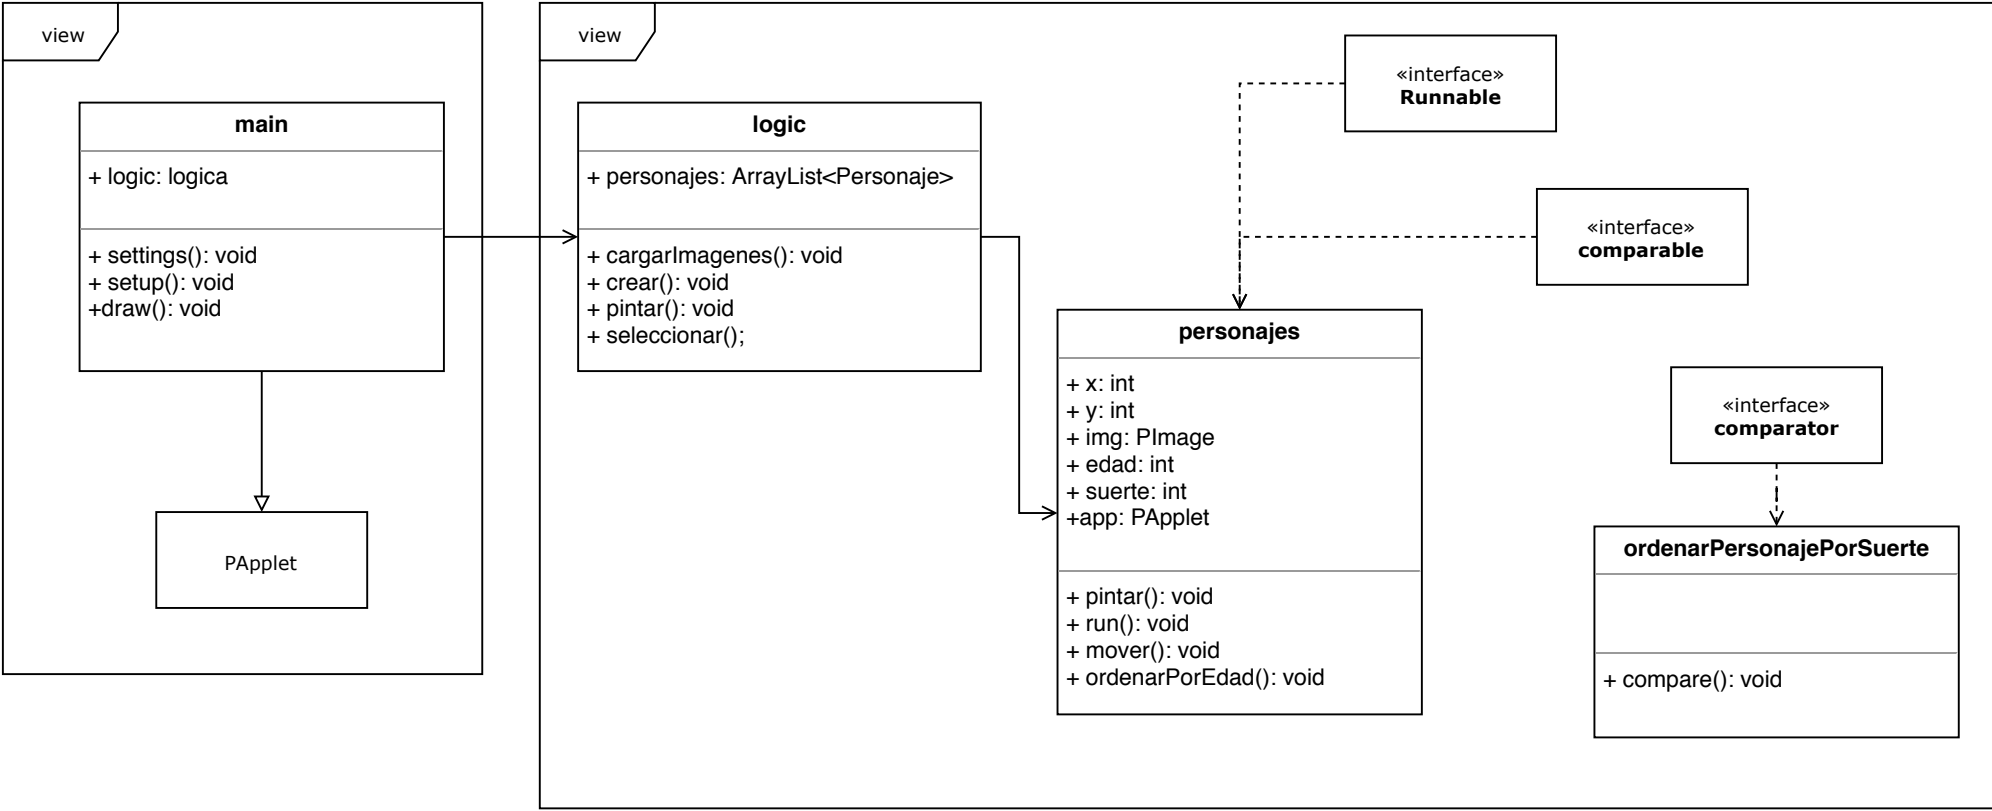 view
main
+ logic: logica
+ settings(): void
+ setup(): void
+draw(): void
PApplet
view
logic
+ personajes: ArrayList<Personaje>
+ cargarImagenes(): void
+ crear(): void
+ pintar(): void
+ seleccionar();
«interface»
Runnable
«interface»
comparable
personajes
+ x: int
+ y: int
+ img: PImage
+ edad: int
+ suerte: int
+app: PApplet
+ pintar(): void
+ run(): void
+ mover(): void
+ ordenarPorEdad(): void
«interface»
comparator
ordenarPersonajePorSuerte
+ compare(): void